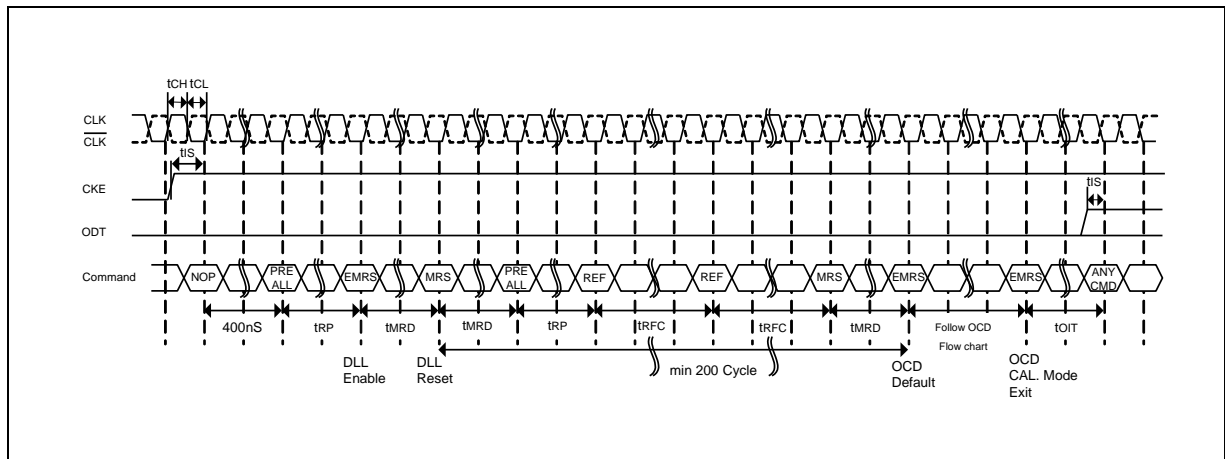 tCH tCL
CLK
CLK
tIS
CKE
tIS
ODT
Command NOP PRE ALL EMRS MRS PRE ALL REF REF MRS EMRS EMRS ANY CMD
400nS tRP tMRD tMRD tRP tRFC tRFC tMRD Follow OCD Flow chart tOIT
DLL Enable
DLL Reset
min 200 Cycle
OCD Default
OCD CAL. Mode Exit